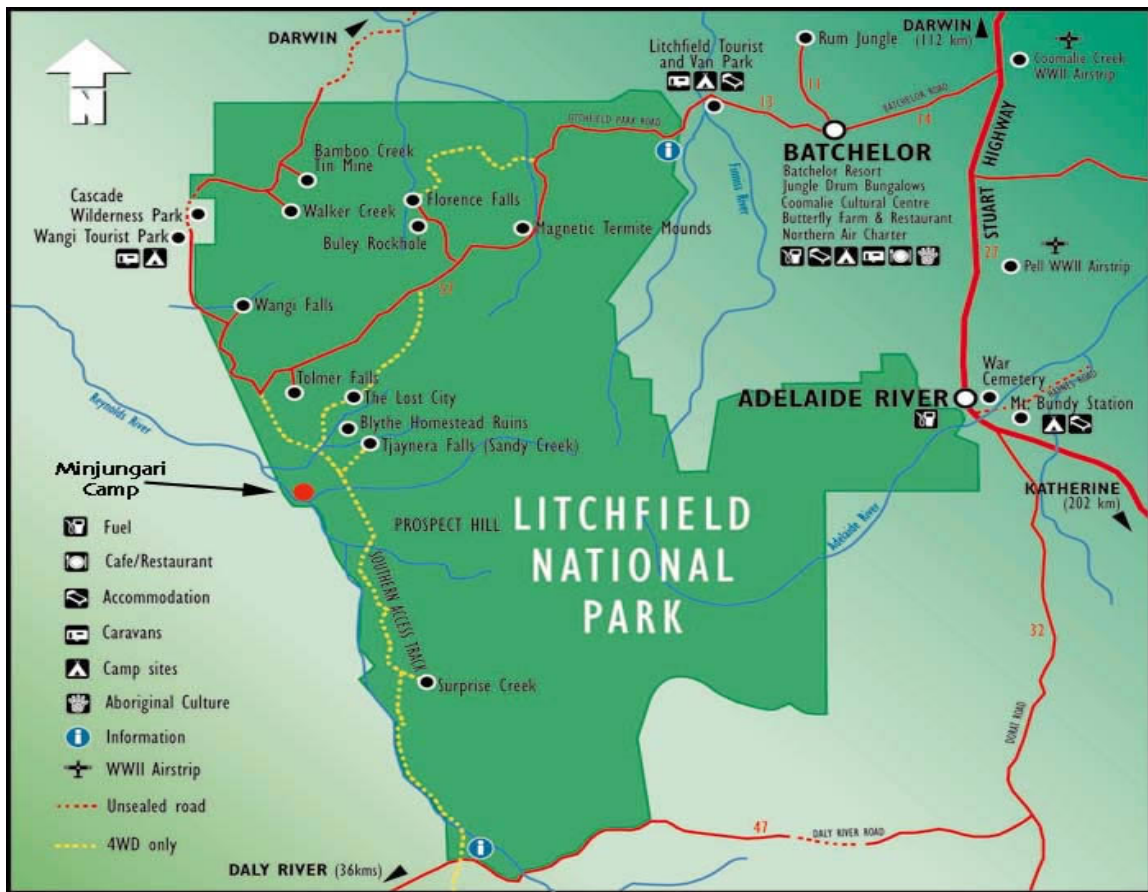 N
DARWIN
Litchfield Tourist
and Van Park
Rum Jungle
DARWIN
(112 km)
Coomalie Creek
WWII Airstrip
11
13
BATCHELOR ROAD
14
LITCHFIELD PARK ROAD
BATCHELOR
Batchelor Resort
Jungle Drum Bungalows
Coomalie Cultural Centre
Butterfly Farm & Restaurant
Northern Air Charter
Finniss River
STUART HIGHWAY
27
Pell WWII Airstrip
Bamboo Creek
Tin Mine
Cascade
Wilderness Park
Walker Creek
Florence Falls
Wangi Tourist Park
Buley Rockhole
Magnetic Termite Mounds
Wangi Falls
Tolmer Falls
The Lost City
Blythe Homestead Ruins
Tjaynera Falls (Sandy Creek)
Reynolds River
War
Cemetery
ADELAIDE RIVER
Mt. Bundy Station
Adelaide River
KATHERINE
(202 km)
Minjungari
Camp
PROSPECT HILL
LITCHFIELD
NATIONAL
PARK
SOUTHERN ACCESS TRACK
Surprise Creek
32
DORAT ROAD
47
DALY RIVER ROAD
DALY RIVER (36kms)
Fuel
Cafe/Restaurant
Accommodation
Caravans
Camp sites
Aboriginal Culture
i
Information
WWII Airstrip
Unsealed road
4WD only